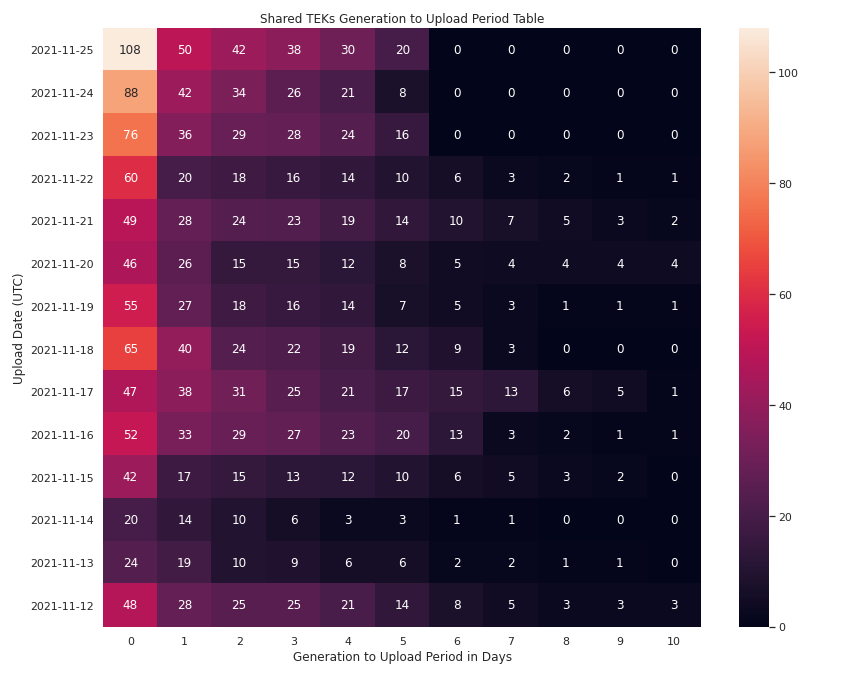 Shared TEKs Generation to Upload Period Table
Upload Date (UTC)
2021-11-25 108 50 42 38 30 20 0 0 0 0 0
2021-11-24 88 42 34 26 21 8 0 0 0 0 0
2021-11-23 76 36 29 28 24 16 0 0 0 0 0
2021-11-22 60 20 18 16 14 10 6 3 2 1 1
2021-11-21 49 28 24 23 19 14 10 7 5 3 2
2021-11-20 46 26 15 15 12 8 5 4 4 4 4
2021-11-19 55 27 18 16 14 7 5 3 1 1 1
2021-11-18 65 40 24 22 19 12 9 3 0 0 0
2021-11-17 47 38 31 25 21 17 15 13 6 5 1
2021-11-16 52 33 29 27 23 20 13 3 2 1 1
2021-11-15 42 17 15 13 12 10 6 5 3 2 0
2021-11-14 20 14 10 6 3 3 1 1 0 0 0
2021-11-13 24 19 10 9 6 6 2 2 1 1 0
2021-11-12 48 28 25 25 21 14 8 5 3 3 3
0 1 2 3 4 5 6 7 8 9 10
Generation to Upload Period in Days
100
80
60
40
20
0